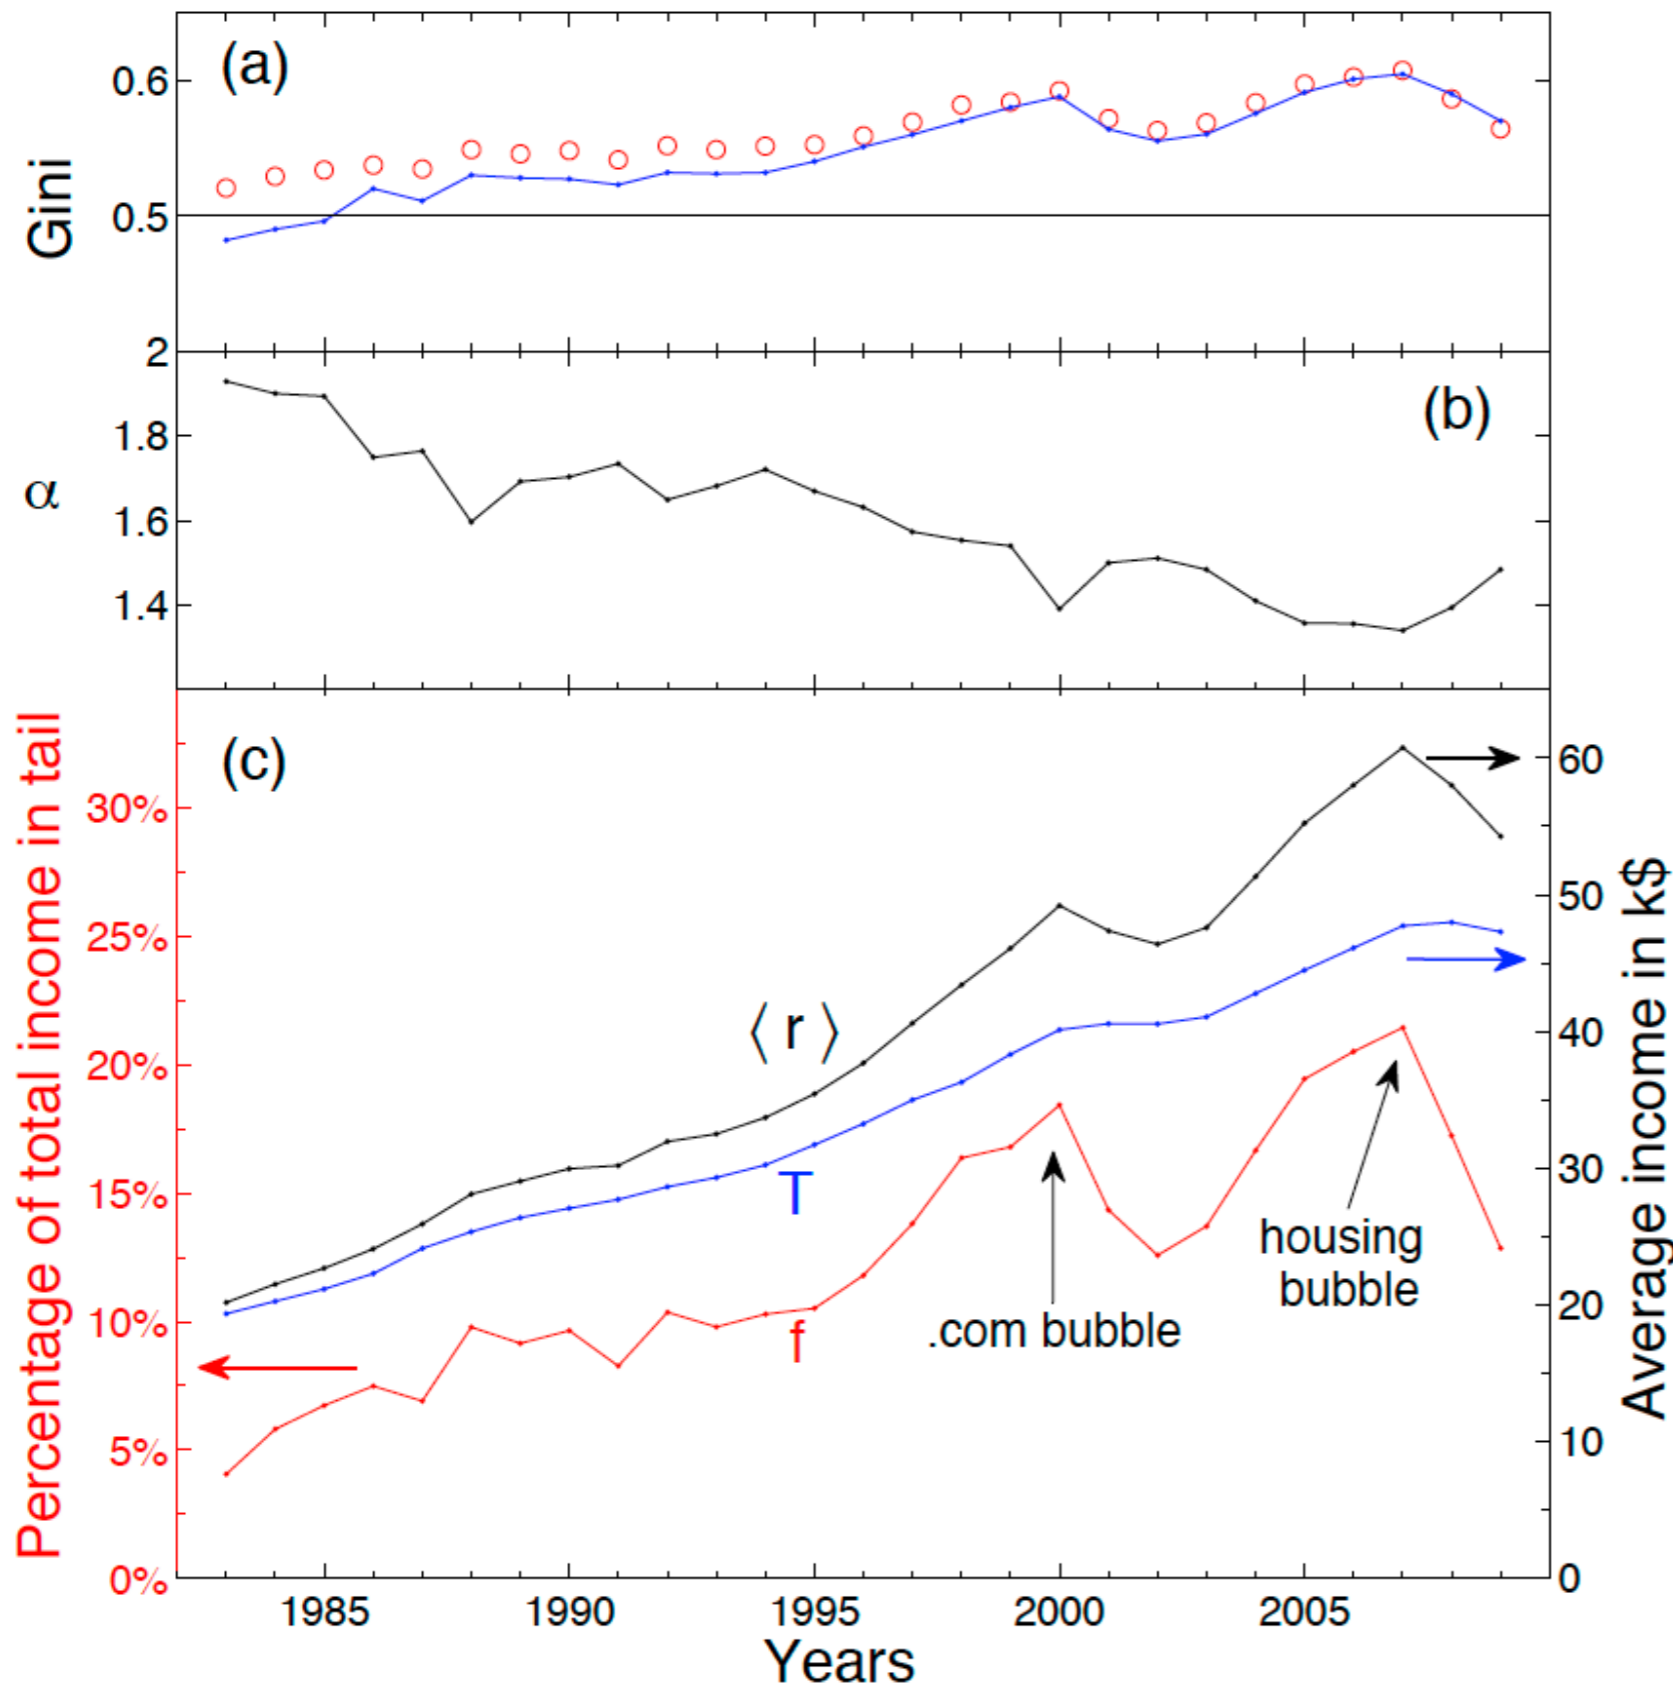 (a)
0.6
0.5
Gini
(b)
2
1.8
1.6
1.4
α
(c)
30%
25%
20%
15%
10%
5%
0%
Percentage of total income in tail
60
50
40
30
20
10
0
Average income in k$
⟨ r ⟩
T
f
.com bubble
housing
bubble
1985 1990 1995 2000 2005
Years